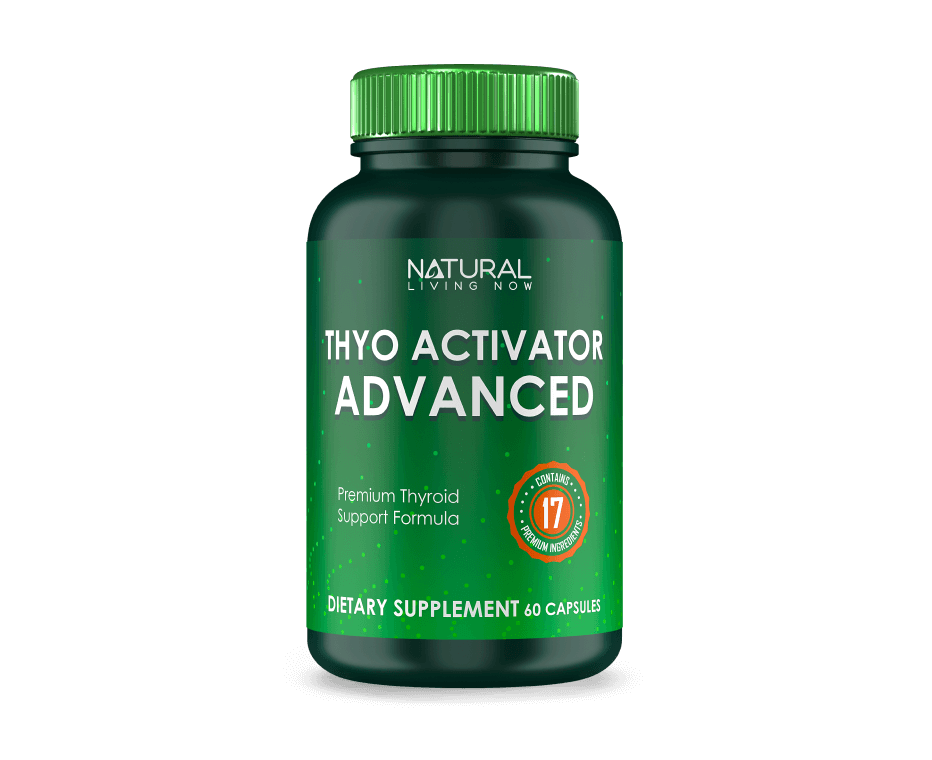 NATURAL
LIVING NOW
THYO ACTIVATOR
ADVANCED
Premium Thyroid
Support Formula
CONTAINS
17
PREMIUM INGREDIENTS
DIETARY SUPPLEMENT 60 CAPSULES